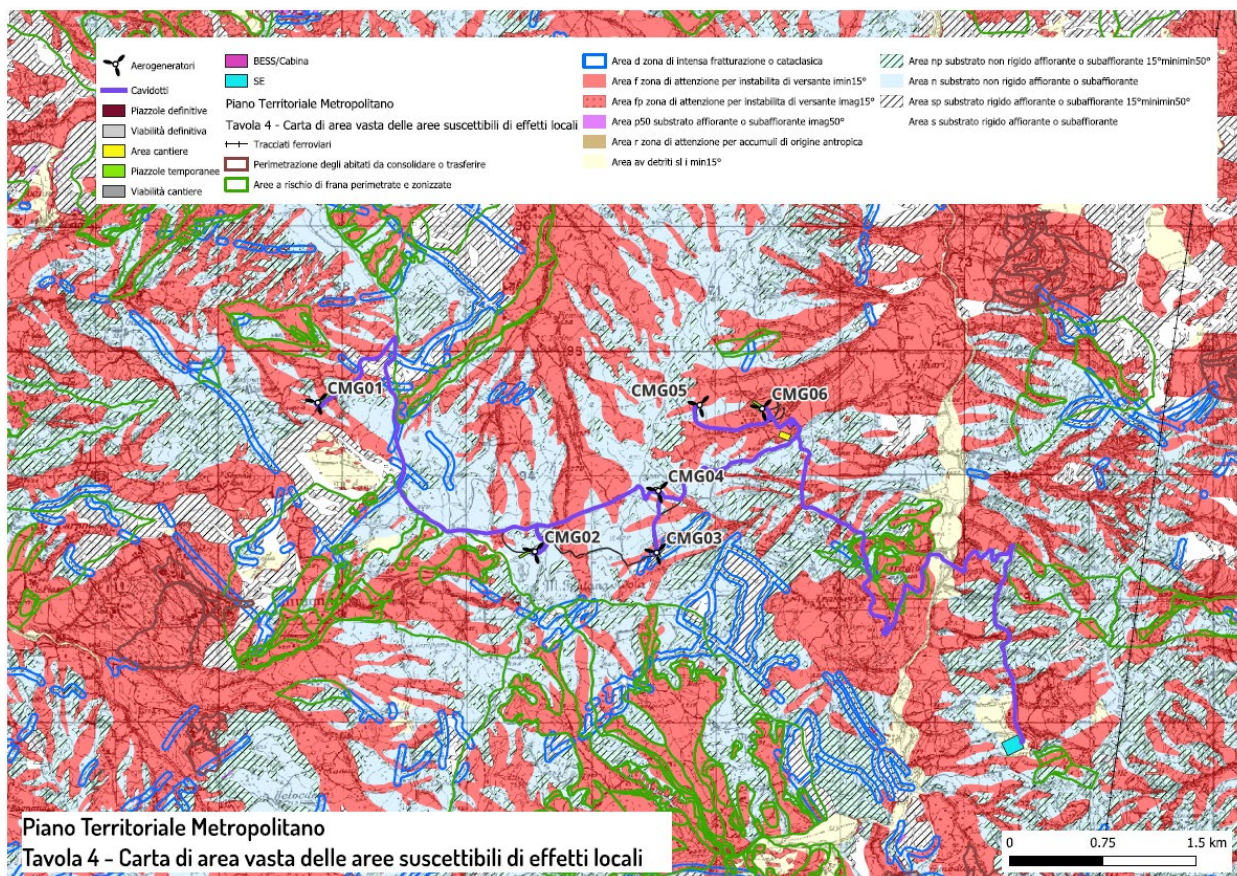 Aerogeneratori
Cavidotti
Piazzole definitive
Viabilità definitiva
Area cantiere
Piazzole temporanee
Viabilità cantiere
BESS/Cabina
SE
Piano Territoriale Metropolitano
Tavola 4 - Carta di area vasta delle aree suscettibili di effetti locali
Tracciati ferroviari
Perimetrazione degli abitati da consolidare o trasferire
Aree a rischio di frana perimetrate e zonizzate
Area d zona di intensa fratturazione o cataclasica
Area f zona di attenzione per instabilita di versante imin15°
Area fp zona di attenzione per instabilita di versante imag15°
Area p50 substrato affiorante o subaffiorante imag50°
Area r zona di attenzione per accumuli di origine antropica
Area av detriti sl i min15°
Area np substrato non rigido affiorante o subaffiorante 15°minimin50°
Area n substrato non rigido affiorante o subaffiorante
Area sp substrato rigido affiorante o subaffiorante 15°minimin50°
Area s substrato rigido affiorante o subaffiorante
96
95
CMG01
CMG05
CMG06
CMG04
CMG02
CMG03
Piano Territoriale Metropolitano
Tavola 4 - Carta di area vasta delle aree suscettibili di effetti locali
0 0.75 1.5 km